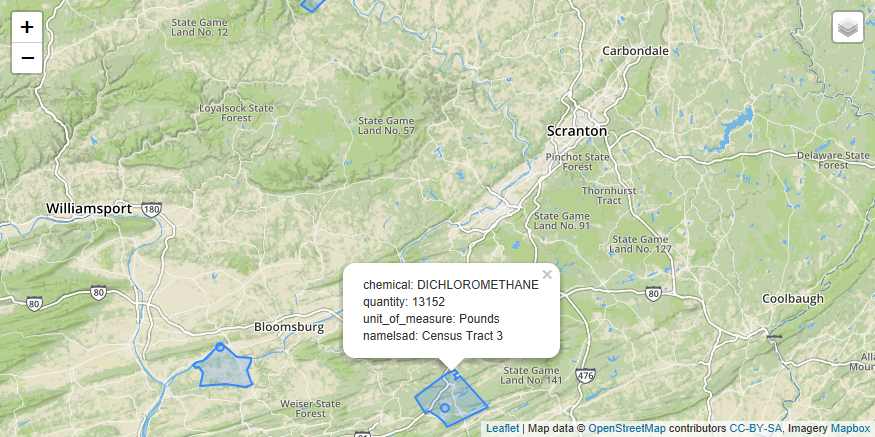 +
−
State Game
Land No. 12
Carbondale
Loyalsock State
Forest
State Game
Land No. 57
Scranton
Pinchot State
Forest
Delaware State
Forest
Thornhurst
Tract
Williamsport
180
State Game
Land No. 91
State Game
Land No. 127
×
chemical: DICHLOROMETHANE
quantity: 13152
unit_of_measure: Pounds
namelsad: Census Tract 3
80
80
80
Coolbaugh
Bloomsburg
State Game
Land No. 141
476
Weiser State
Forest
81
Leaflet | Map data © OpenStreetMap contributors CC-BY-SA, Imagery Mapbox